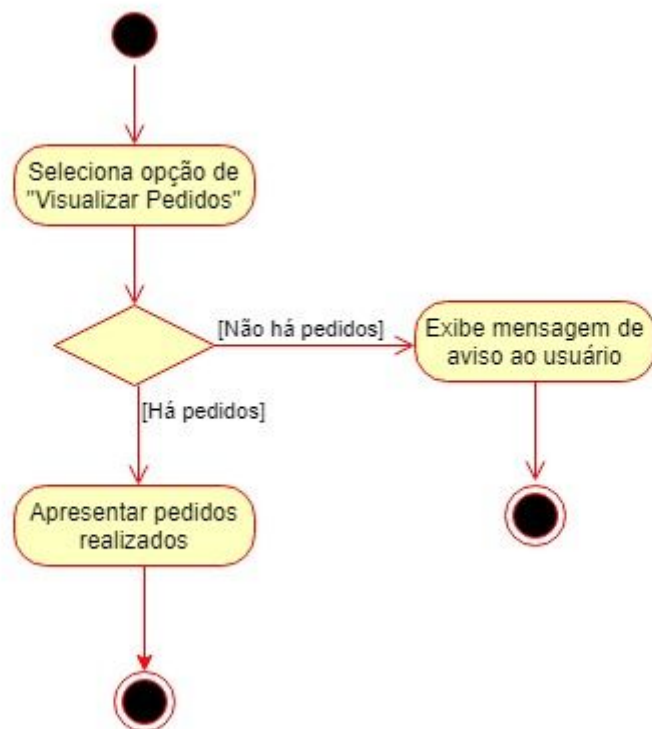 Seleciona opção de
"Visualizar Pedidos"
[Não há pedidos]
Exibe mensagem de
aviso ao usuário
[Há pedidos]
Apresentar pedidos
realizados